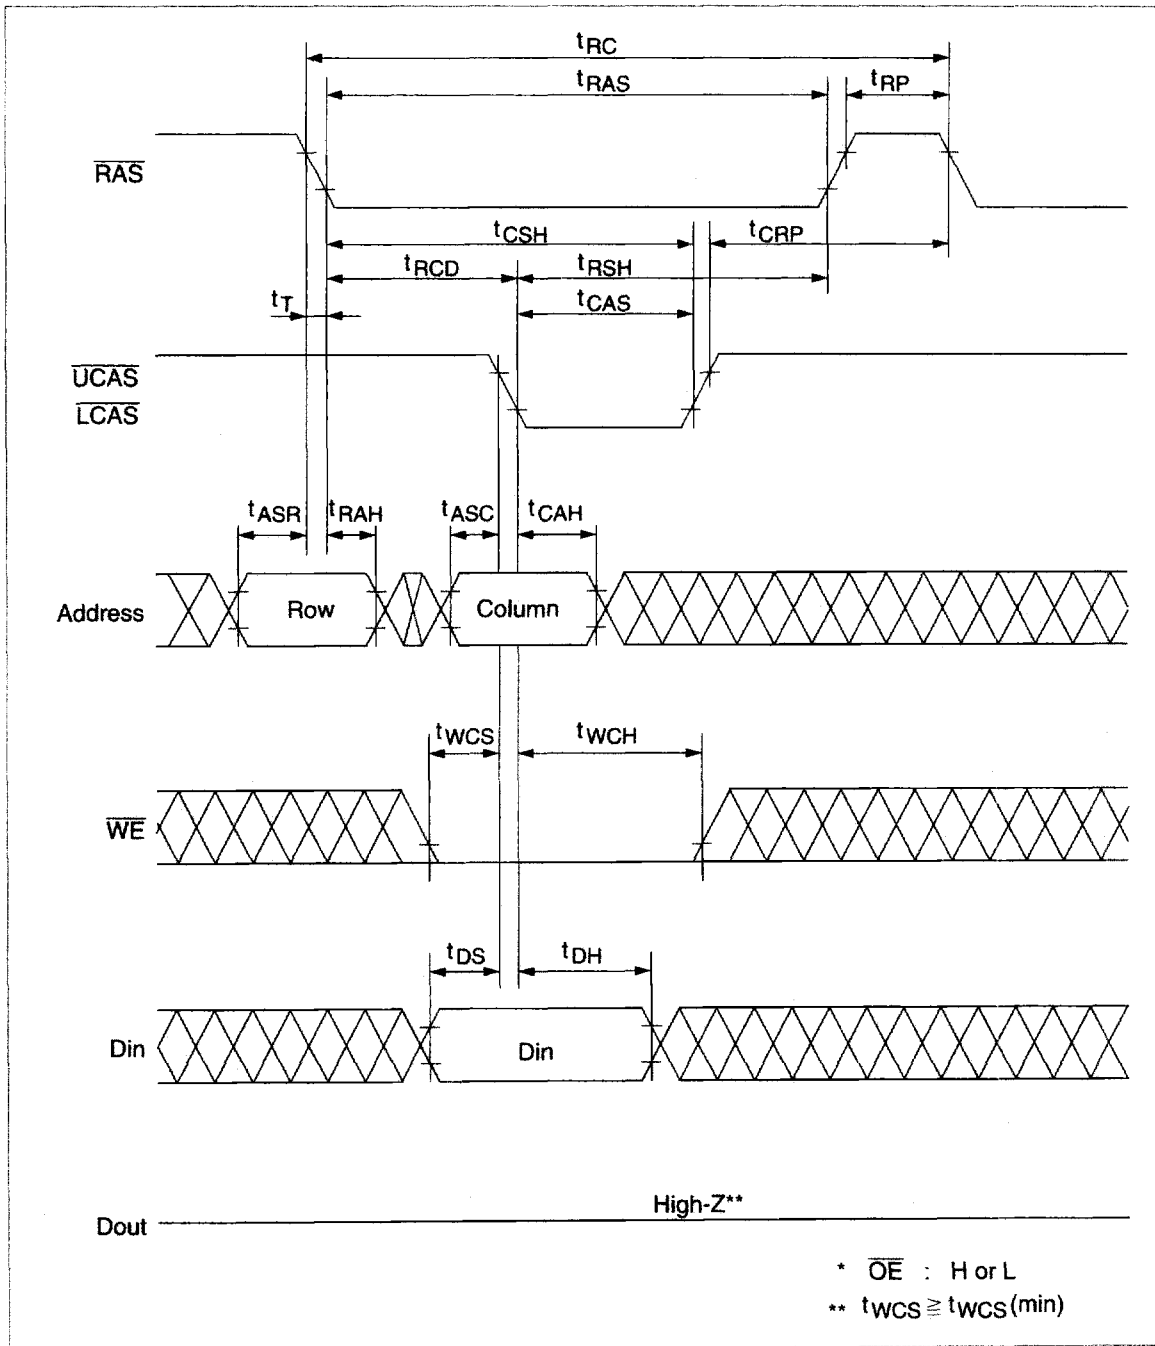 tRC
tRAS
tRP
RAS
tCSH
tCRP
tRCD
tRSH
tT
tCAS
UCAS
LCAS
tASR
tRAH
tASC
tCAH
Address
Row
Column
tWCS
tWCH
WE
tDS
tDH
Din
Din
High-Z**
Dout
* OE : H or L
** tWCS ≧ tWCS(min)